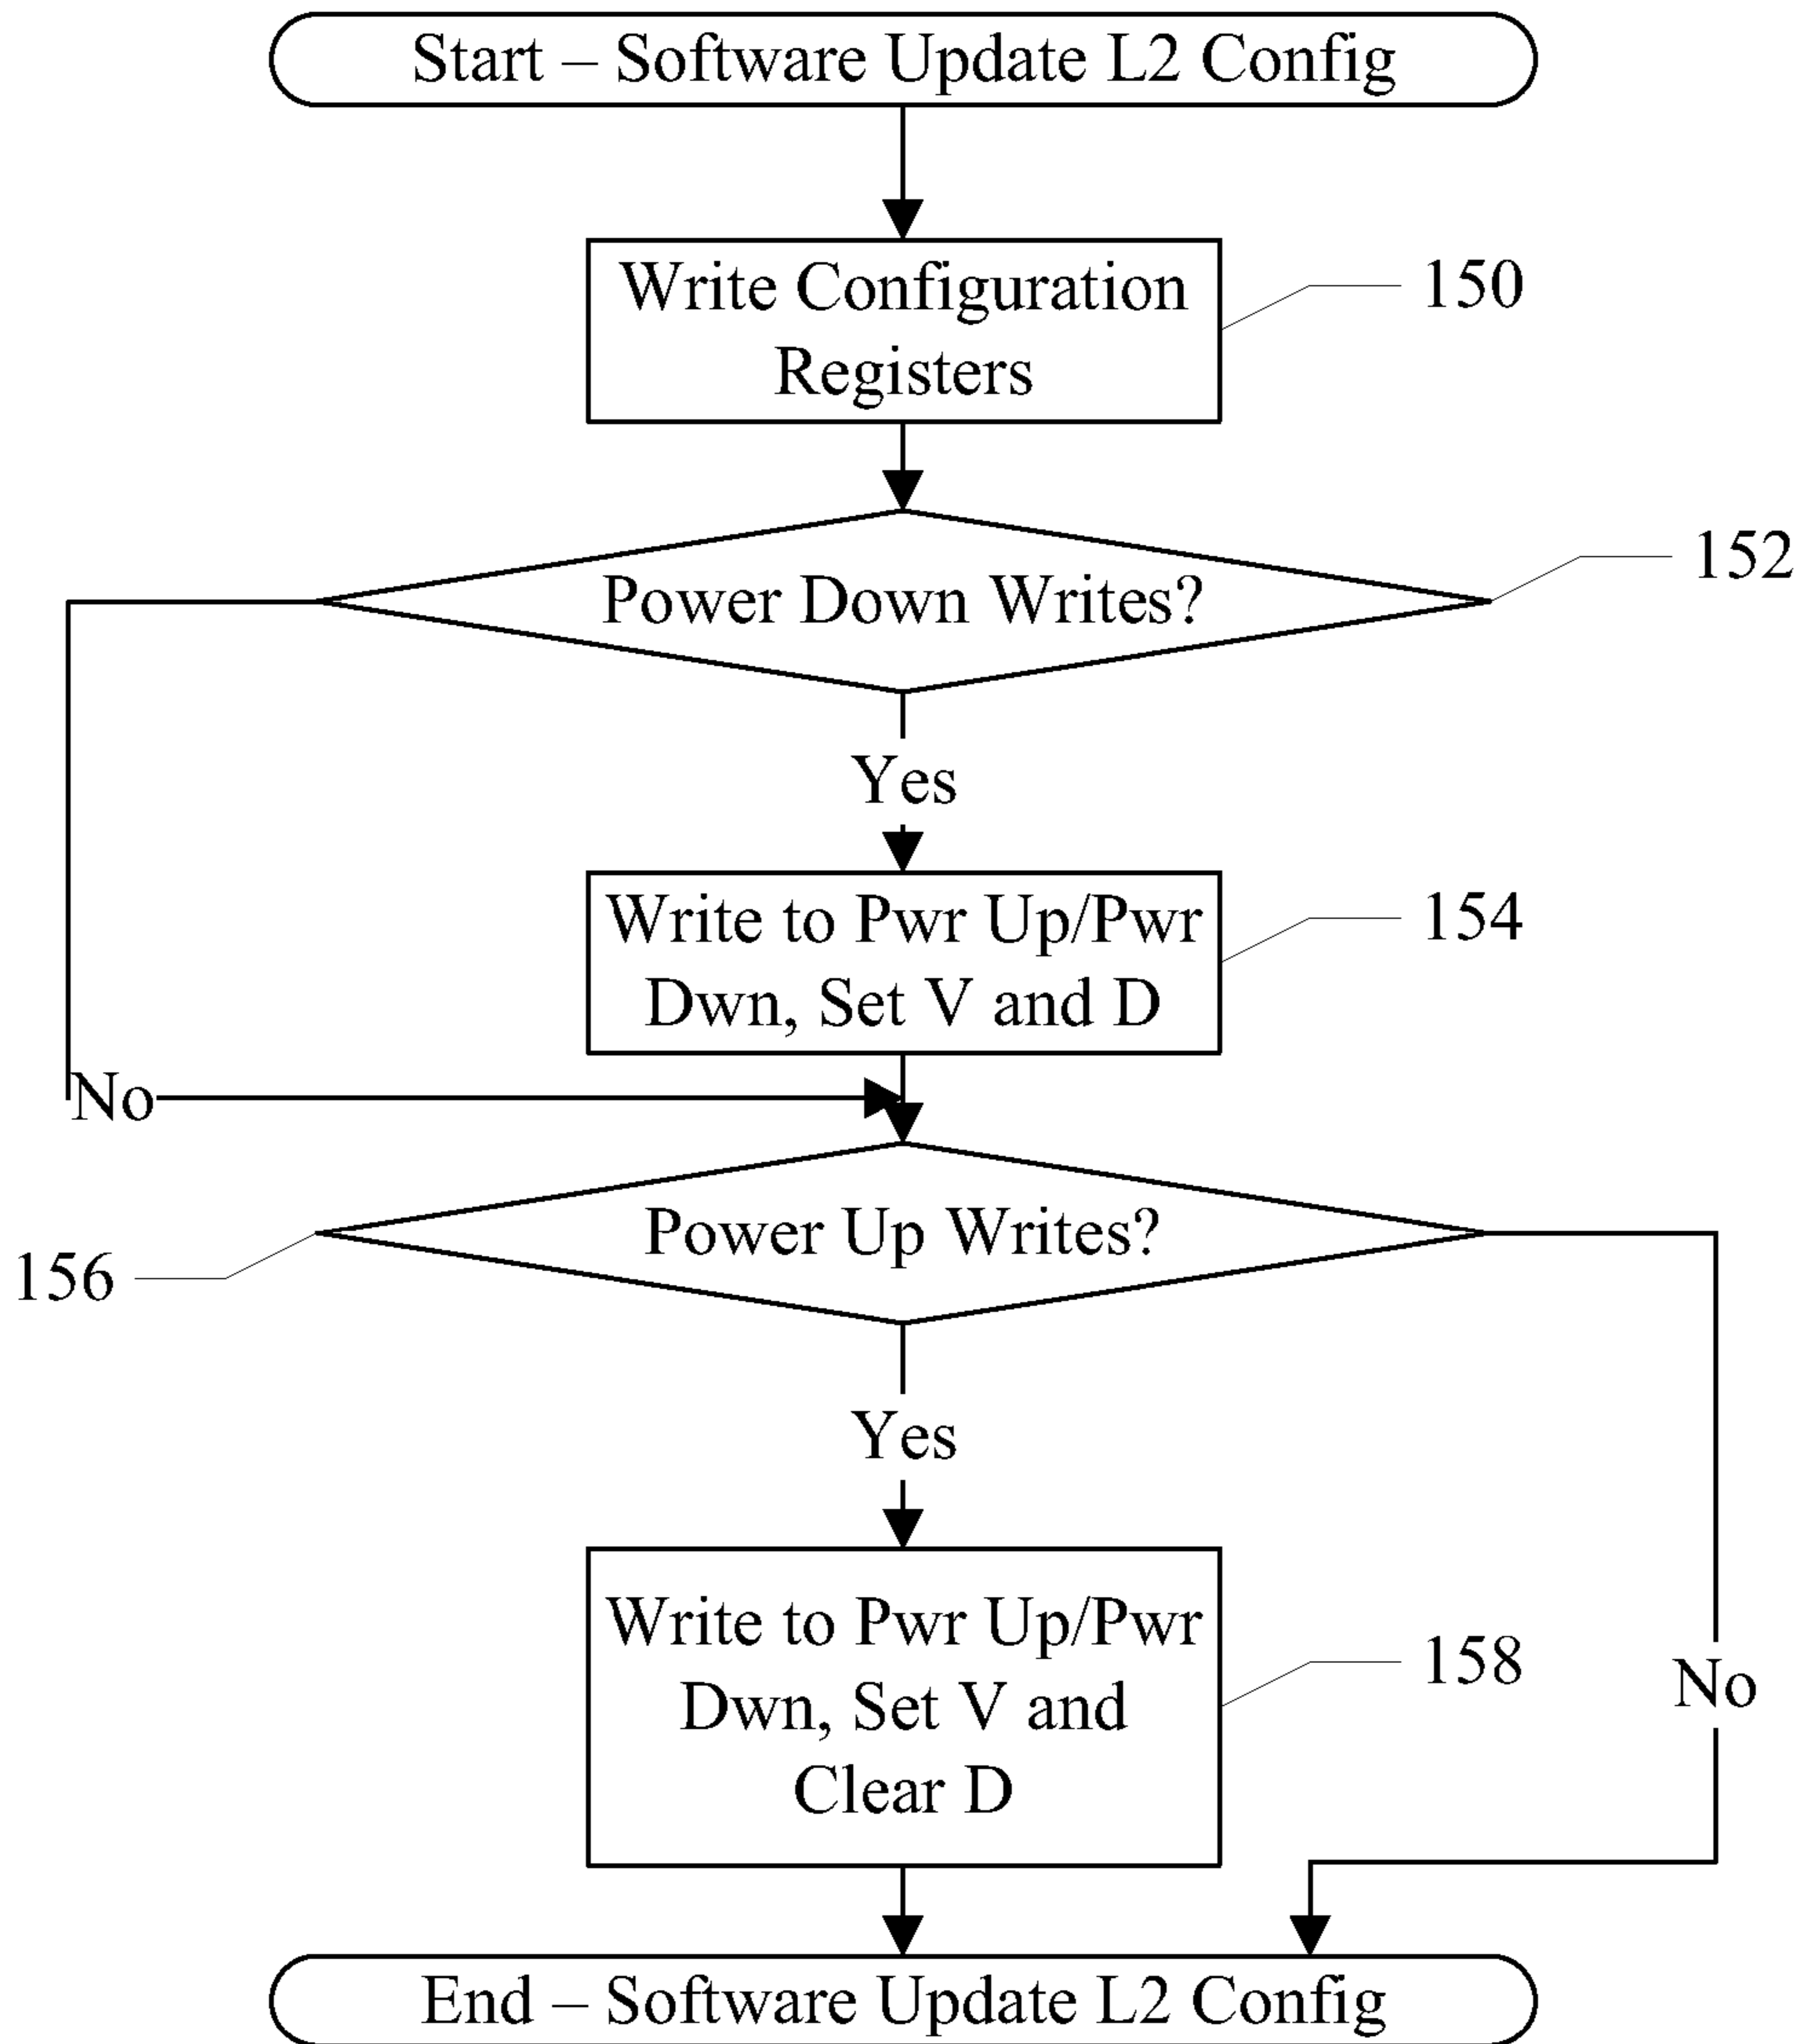 Start – Software Update L2 Config
Write Configuration
Registers
150
Power Down Writes?
152
Yes
Write to Pwr Up/Pwr
Dwn, Set V and D
154
No
Power Up Writes?
156
Yes
Write to Pwr Up/Pwr
Dwn, Set V and
Clear D
158
No
End – Software Update L2 Config